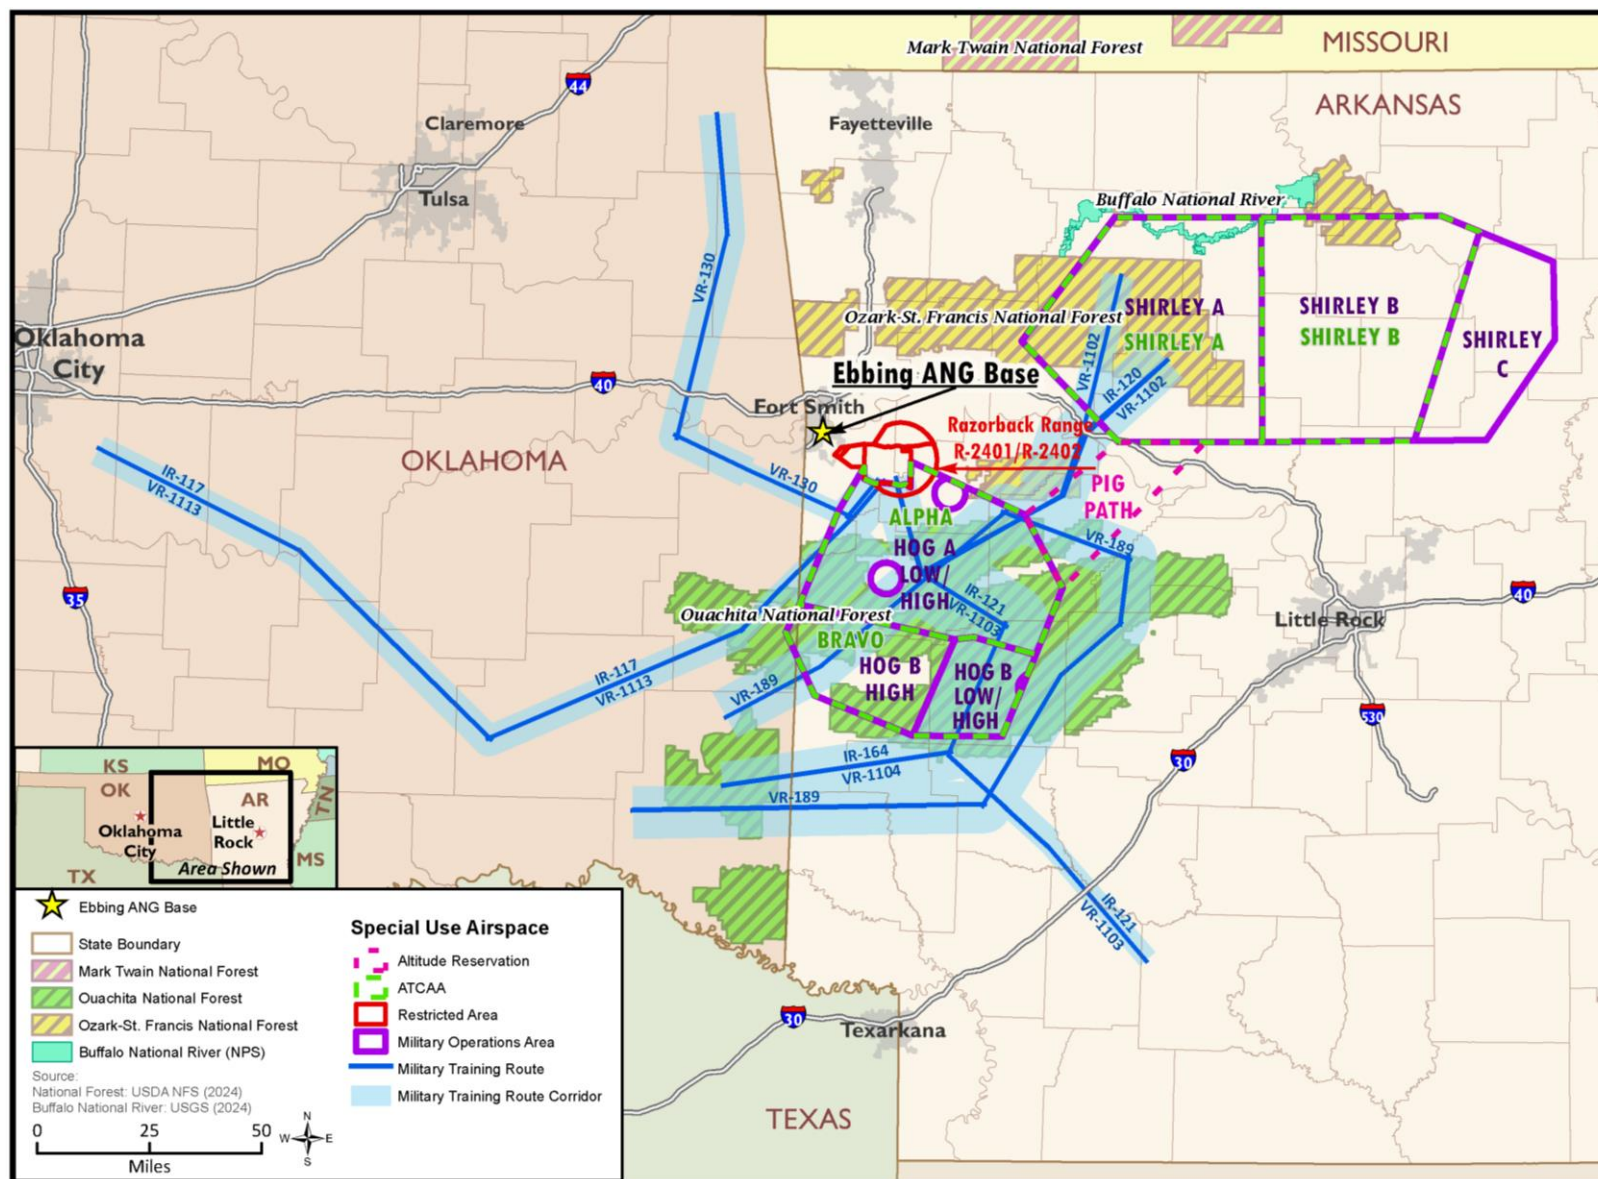 Mark Twain National Forest
MISSOURI
ARKANSAS
44
Claremore
Fayetteville
Tulsa
Buffalo National River
VR-130
Oklahoma
City
Ozark-St. Francis National Forest
SHIRLEY A
SHIRLEY A
SHIRLEY B
SHIRLEY B
SHIRLEY
C
VR-1102
IR-120
VR-1102
Ebbing ANG Base
40
Fort Smith
Razorback Range
R-2401/R-2402
OKLAHOMA
IR-117
VR-1113
VR-130
PIG
PATH
ALPHA
VR-189
HOG A
LOW/
HIGH
IR-121
VR-1103
35
40
Little Rock
Ouachita National Forest
BRAVO
HOG B
HIGH
HOG B
LOW/
HIGH
IR-117
VR-1113
VR-189
530
IR-164
VR-1104
30
VR-189
KS
MO
OK
AR
TN
Oklahoma
City
Little
Rock
MS
Area Shown
TX
IR-121
VR-1103
30
Texarkana
TEXAS
Ebbing ANG Base
State Boundary
Mark Twain National Forest
Ouachita National Forest
Ozark-St. Francis National Forest
Buffalo National River (NPS)
Source:
National Forest: USDA NFS (2024)
Buffalo National River: USGS (2024)
0 25 50
Miles
N
W E
S
Special Use Airspace
Altitude Reservation
ATCAA
Restricted Area
Military Operations Area
Military Training Route
Military Training Route Corridor